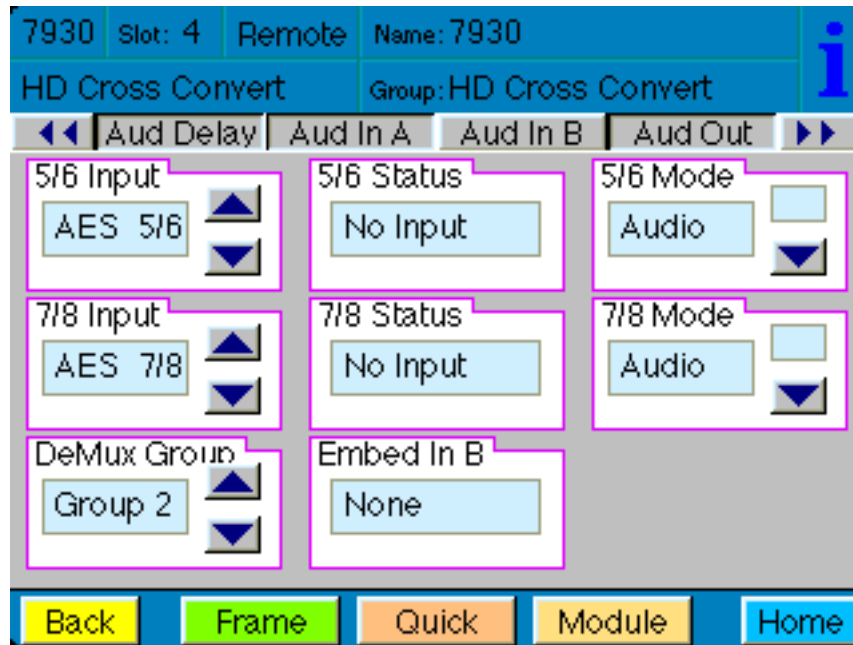 7930 Slot: 4 Remote Name: 7930
HD Cross Convert Group: HD Cross Convert
i
Aud Delay Aud In A Aud In B Aud Out
5/6 Input 5/6 Status 5/6 Mode
AES 5/6 No Input Audio
7/8 Input 7/8 Status 7/8 Mode
AES 7/8 No Input Audio
DeMux Group Embed In B
Group 2 None
Back Frame Quick Module Home